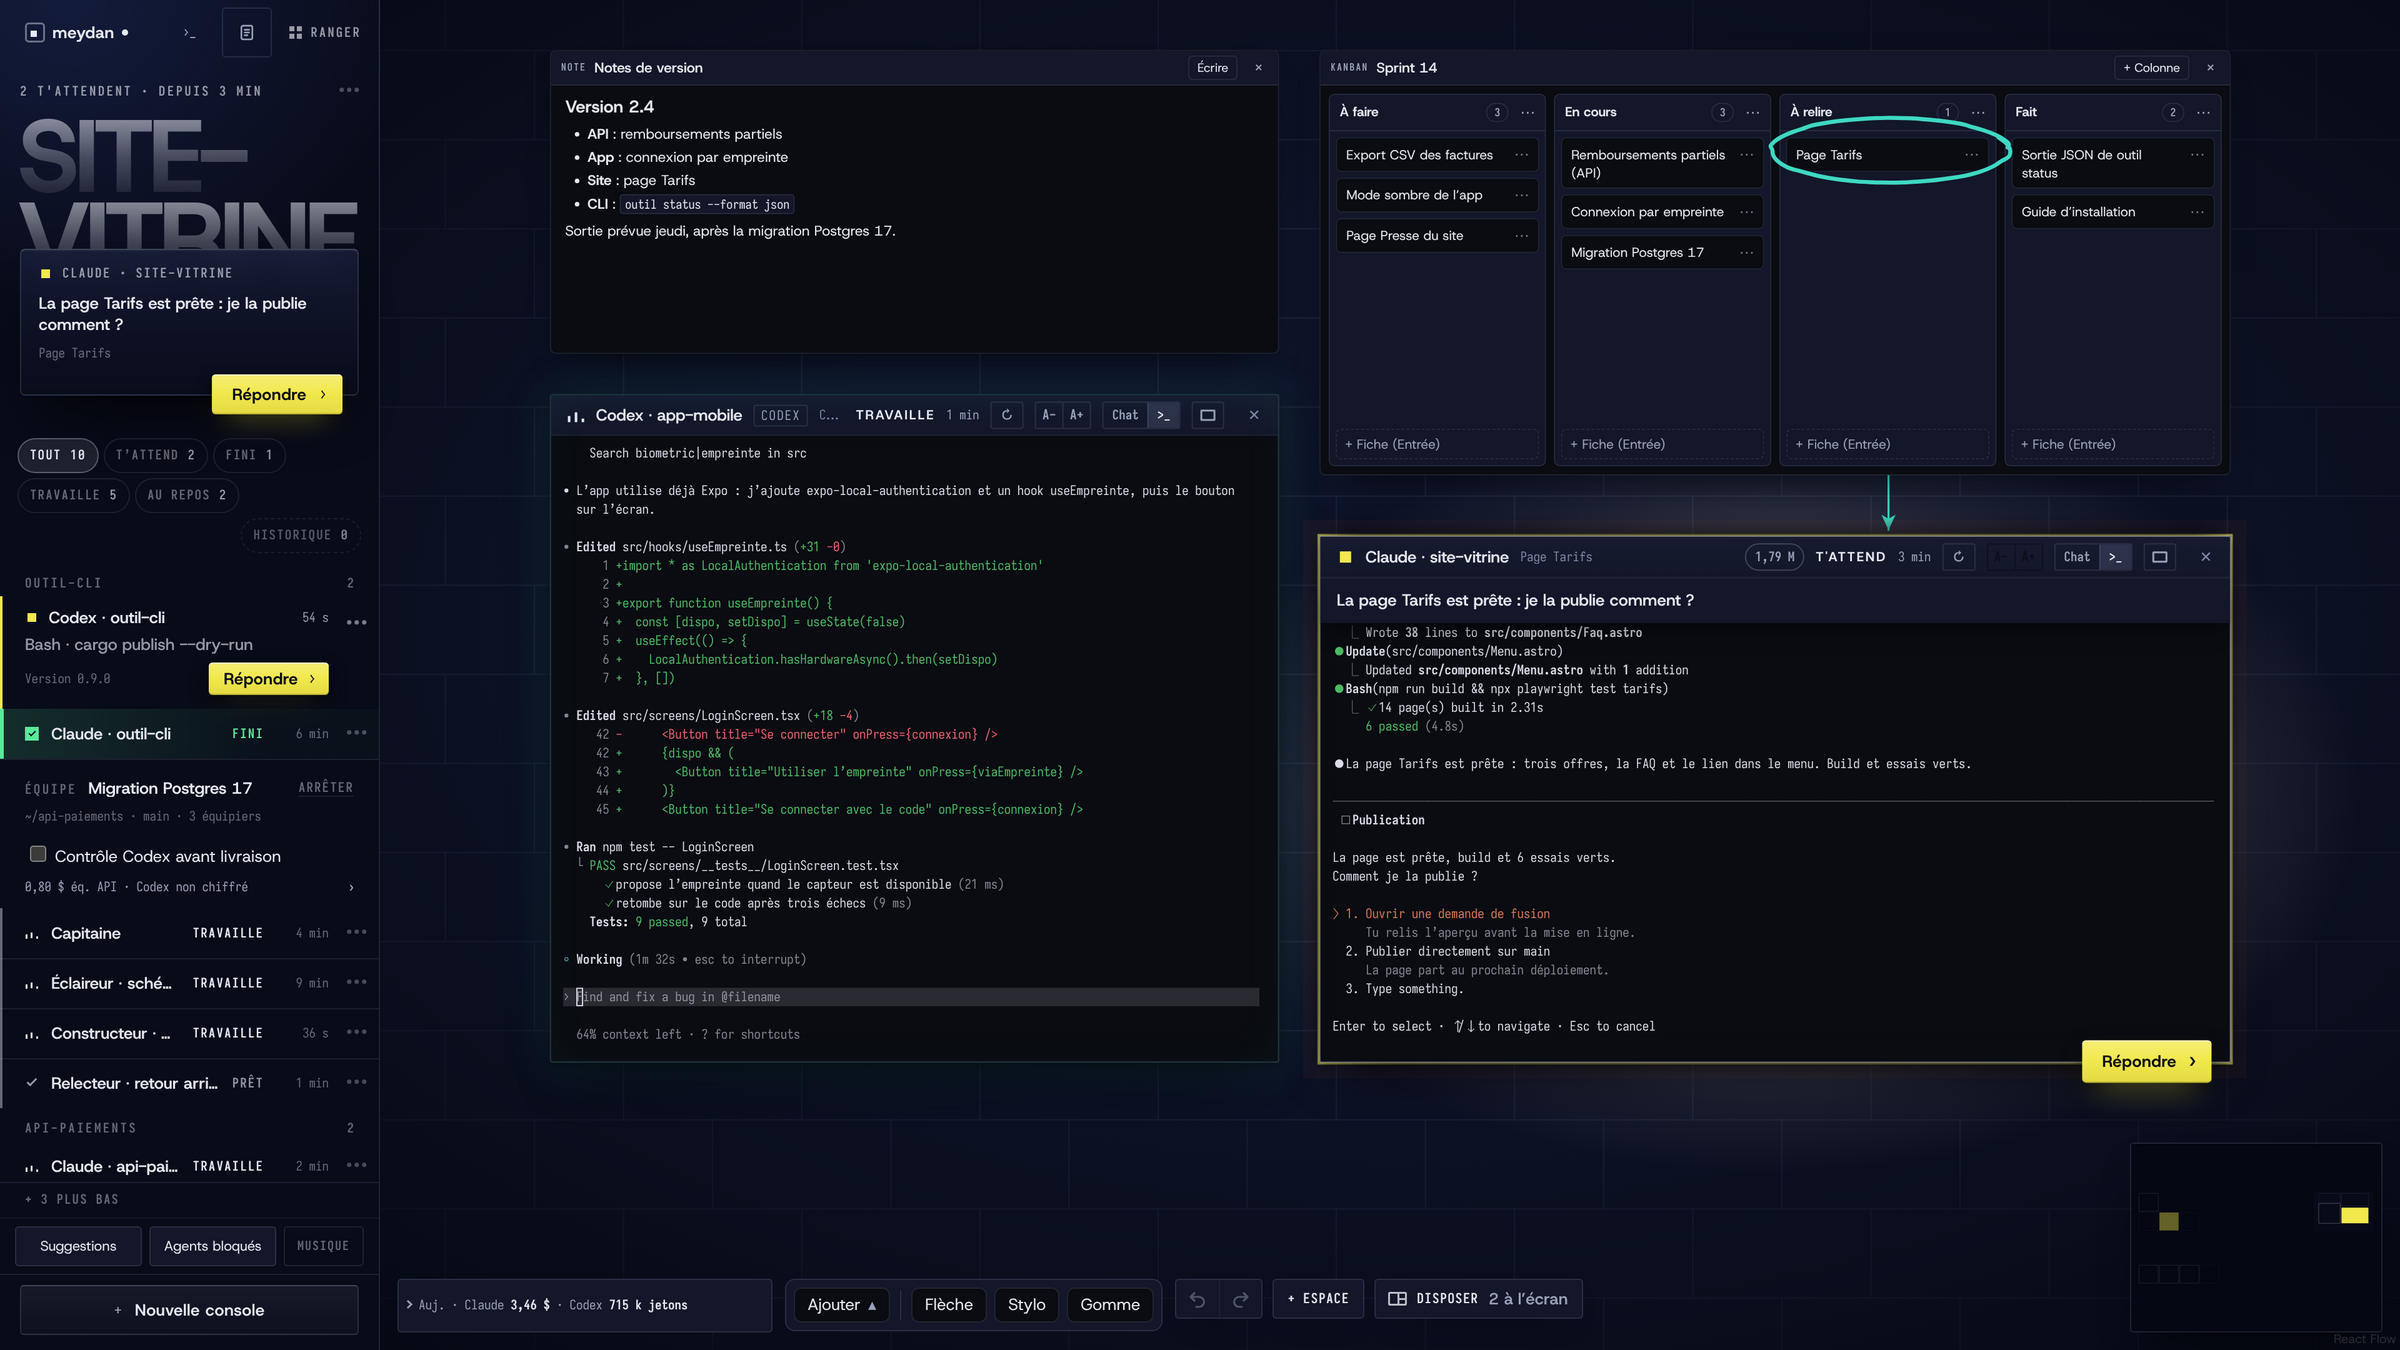 meydan
>_
RANGER
2 T'ATTENDENT · DEPUIS 3 MIN
SITE-
VITRINE
CLAUDE · SITE-VITRINE
La page Tarifs est prête : je la publie
comment ?
Page Tarifs
Répondre ›
TOUT 10
T'ATTEND 2
FINI 1
TRAVAILLE 5
AU REPOS 2
HISTORIQUE 0
OUTIL-CLI 2
Codex · outil-cli 54 s
Bash · cargo publish --dry-run
Version 0.9.0
Répondre ›
Claude · outil-cli FINI 6 min
ÉQUIPE Migration Postgres 17 ARRÊTER
~/api-paiements · main · 3 équipiers
Contrôle Codex avant livraison
0,80 $ éq. API · Codex non chiffré ›
Capitaine TRAVAILLE 4 min
Éclaireur · sché… TRAVAILLE 9 min
Constructeur · … TRAVAILLE 36 s
Relecteur · retour arri… PRÊT 1 min
API-PAIEMENTS 2
Claude · api-pai… TRAVAILLE 2 min
+ 3 PLUS BAS
Suggestions
Agents bloqués
MUSIQUE
+ Nouvelle console
NOTE Notes de version Écrire ×
Version 2.4
• API : remboursements partiels
• App : connexion par empreinte
• Site : page Tarifs
• CLI : outil status --format json
Sortie prévue jeudi, après la migration Postgres 17.
KANBAN Sprint 14 + Colonne ×
À faire 3 ···
Export CSV des factures ···
Mode sombre de l'app ···
Page Presse du site ···
+ Fiche (Entrée)
En cours 3 ···
Remboursements partiels ···
(API)
Connexion par empreinte ···
Migration Postgres 17 ···
+ Fiche (Entrée)
À relire 1 ···
Page Tarifs ···
+ Fiche (Entrée)
Fait 2 ···
Sortie JSON de outil ···
status
Guide d'installation ···
+ Fiche (Entrée)
Codex · app-mobile CODEX C… TRAVAILLE 1 min A- A+ Chat >_ ×
Search biometric|empreinte in src
• L'app utilise déjà Expo : j'ajoute expo-local-authentication et un hook useEmpreinte, puis le bouton
sur l'écran.
• Edited src/hooks/useEmpreinte.ts (+31 -0)
1 +import * as LocalAuthentication from 'expo-local-authentication'
2 +
3 +export function useEmpreinte() {
4 + const [dispo, setDispo] = useState(false)
5 + useEffect(() => {
6 + LocalAuthentication.hasHardwareAsync().then(setDispo)
7 + }, [])
• Edited src/screens/LoginScreen.tsx (+18 -4)
42 - <Button title="Se connecter" onPress={connexion} />
42 + {dispo && (
43 + <Button title="Utiliser l'empreinte" onPress={viaEmpreinte} />
44 + )}
45 + <Button title="Se connecter avec le code" onPress={connexion} />
• Ran npm test -- LoginScreen
└ PASS src/screens/__tests__/LoginScreen.test.tsx
✓ propose l'empreinte quand le capteur est disponible (21 ms)
✓ retombe sur le code après trois échecs (9 ms)
Tests: 9 passed, 9 total
◦ Working (1m 32s • esc to interrupt)
› Find and fix a bug in @filename
64% context left · ? for shortcuts
Claude · site-vitrine Page Tarifs 1,79 M T'ATTEND 3 min A- A+ Chat >_ ×
La page Tarifs est prête : je la publie comment ?
⎿ Wrote 38 lines to src/components/Faq.astro
● Update(src/components/Menu.astro)
⎿ Updated src/components/Menu.astro with 1 addition
● Bash(npm run build && npx playwright test tarifs)
⎿ ✓ 14 page(s) built in 2.31s
6 passed (4.8s)
● La page Tarifs est prête : trois offres, la FAQ et le lien dans le menu. Build et essais verts.
☐ Publication
La page est prête, build et 6 essais verts.
Comment je la publie ?
❯ 1. Ouvrir une demande de fusion
Tu relis l'aperçu avant la mise en ligne.
2. Publier directement sur main
La page part au prochain déploiement.
3. Type something.
Enter to select · ↑/↓ to navigate · Esc to cancel
Répondre ›
› Auj. · Claude 3,46 $ · Codex 715 k jetons
Ajouter ▲
Flèche
Stylo
Gomme
+ ESPACE
DISPOSER 2 à l'écran
React Flow